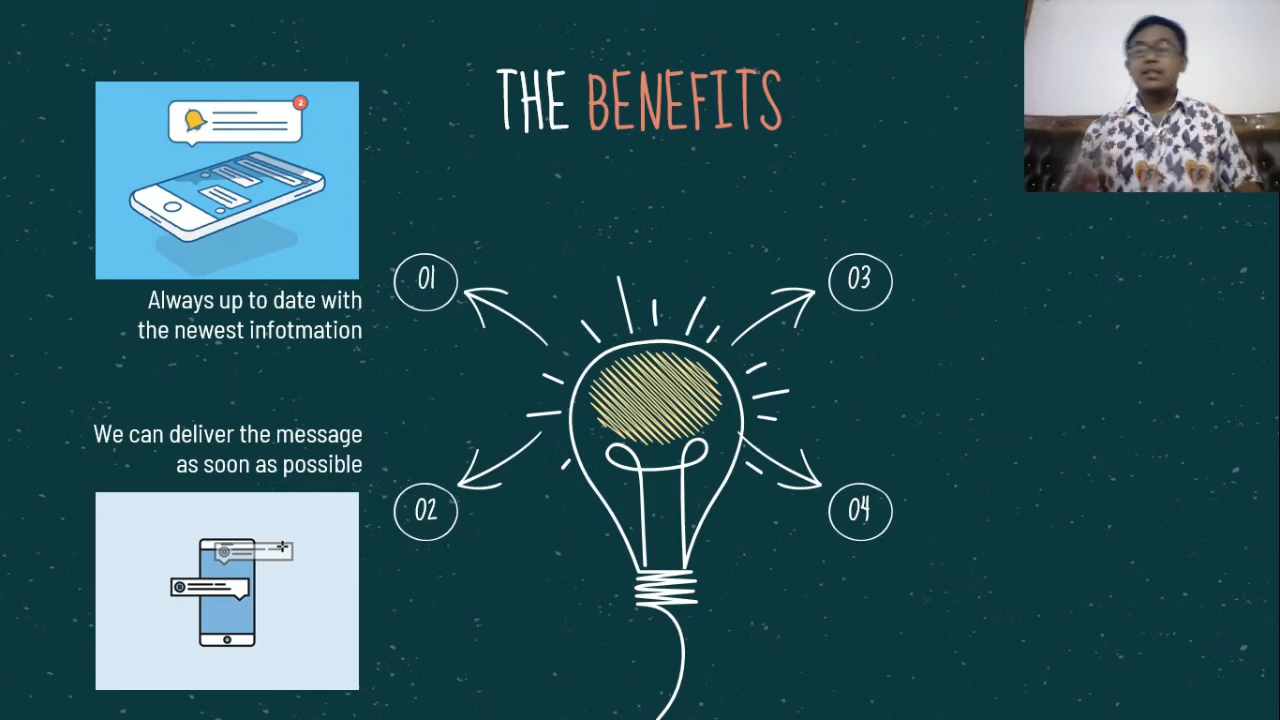 THE BENEFITS
2
01
Always up to date with
the newest infotmation
We can deliver the message
as soon as possible
02
R
03
04